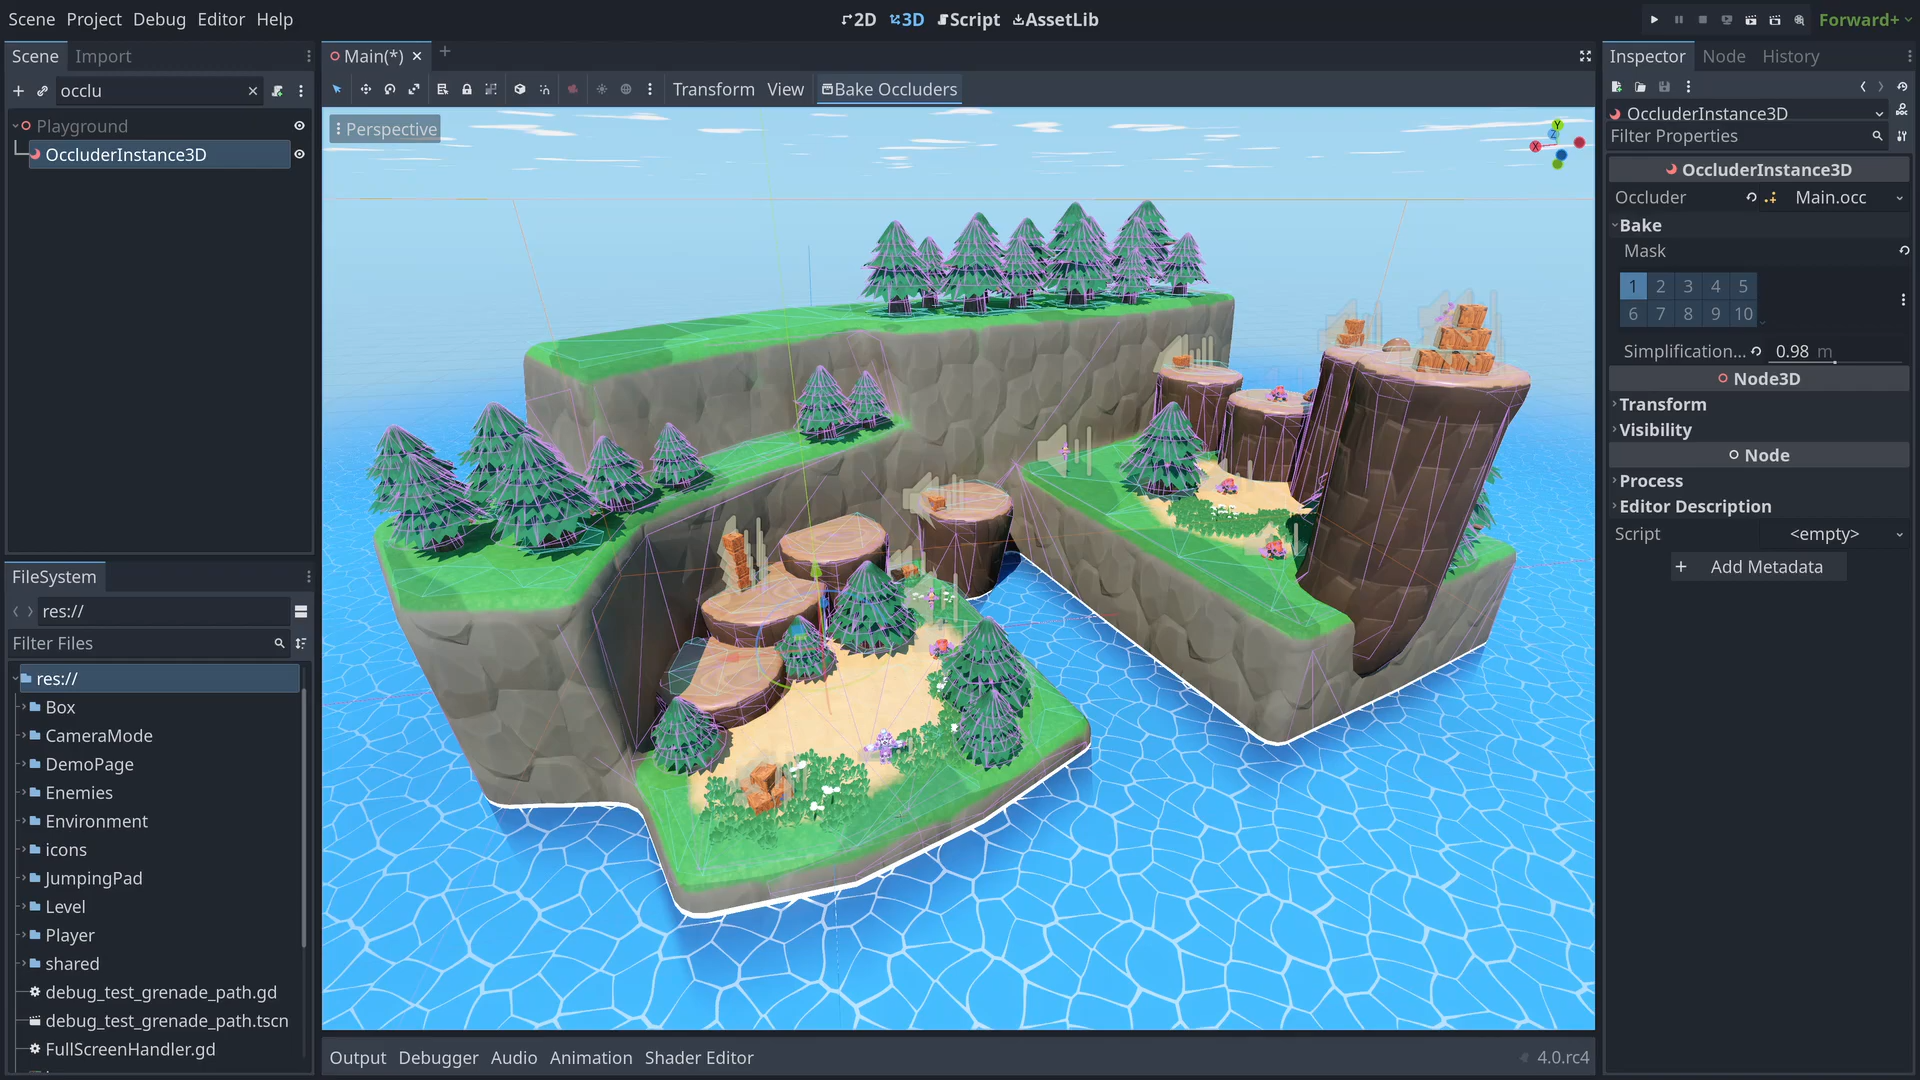 Scene Project Debug Editor Help
2D 3D Script AssetLib
Forward+
Scene Import
occlu
Playground
OccluderInstance3D
FileSystem
res://
Filter Files
res://
Box
CameraMode
DemoPage
Enemies
Environment
icons
JumpingPad
Level
Player
shared
debug_test_grenade_path.gd
debug_test_grenade_path.tscn
FullScreenHandler.gd
Main(*)
Transform View Bake Occluders
Perspective
Y
Z
X
Output Debugger Audio Animation Shader Editor
4.0.rc4
Inspector Node History
OccluderInstance3D
Filter Properties
OccluderInstance3D
Occluder Main.occ
Bake
Mask
1 2 3 4 5
6 7 8 9 10
Simplification... 0.98 m
Node3D
Transform
Visibility
Node
Process
Editor Description
Script <empty>
+ Add Metadata